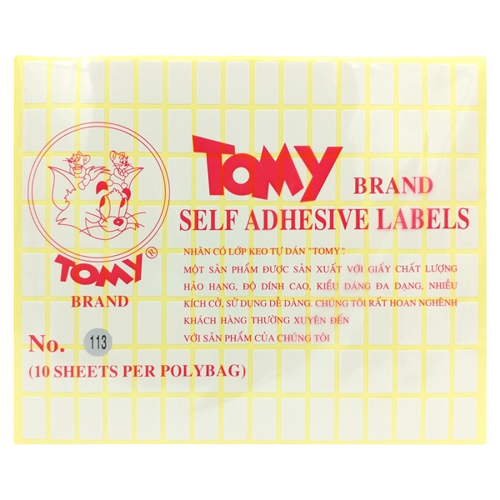 TOMY BRAND
SELF ADHESIVE LABELS
NHÃN CÓ LỚP KEO TỰ DÁN "TOMY".
MỘT SẢN PHẨM ĐƯỢC SẢN XUẤT VỚI GIẤY CHẤT LƯỢNG
HẢO HẠNG, ĐỘ DÍNH CAO, KIỂU DÁNG ĐA DẠNG, NHIỀU
KÍCH CỠ, SỬ DỤNG DỄ DÀNG. CHÚNG TÔI RẤT HOAN NGHÊNH
KHÁCH HÀNG THƯỜNG XUYÊN ĐẾN
VỚI SẢN PHẨM CỦA CHÚNG TÔI
TOMY®
BRAND
No. 113
(10 SHEETS PER POLYBAG)